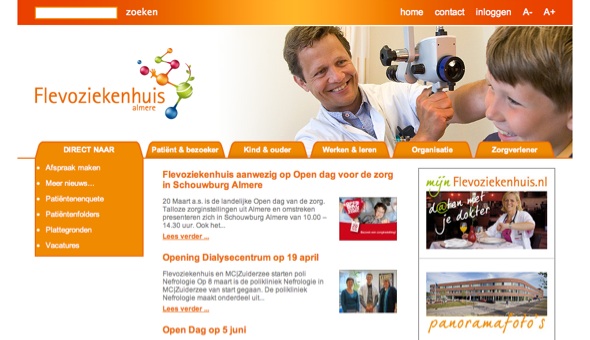 zoeken
home contact inloggen A- A+
Flevoziekenhuis
almere
DIRECT NAAR
Patiënt & bezoeker
Kind & ouder
Werken & leren
Organisatie
Zorgverlener
Afspraak maken
Meer nieuws...
Patiëntenenquete
Patiëntenfolders
Plattegronden
Vacatures
Flevoziekenhuis aanwezig op Open dag voor de zorg
in Schouwburg Almere
20 Maart a.s. is de landelijke Open dag van de zorg.
Talloze zorginstellingen uit Almere en omstreken
presenteren zich in Schouwburg Almere van 10.00 –
14.30 uur. Ook het...
Lees verder ...
Opening Dialysecentrum op 19 april
Flevoziekenhuis en MC|Zuiderzee starten poli
Nefrologie Op 8 maart is de polikliniek Nefrologie in
MC|Zuiderzee van start gegaan. De polikliniek
Nefrologie maakt onderdeel uit...
Lees verder ...
Open Dag op 5 juni
mijn Flevoziekenhuis.nl
d@ten met
je dokter
panoramafoto's